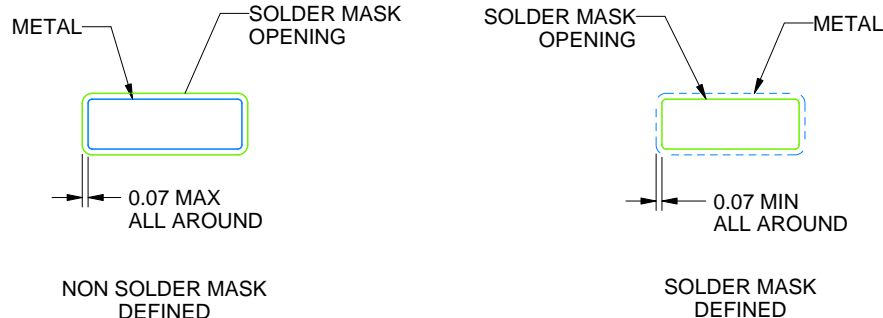 METAL
SOLDER MASK
OPENING
0.07 MAX
ALL AROUND
NON SOLDER MASK
DEFINED
SOLDER MASK
OPENING
METAL
0.07 MIN
ALL AROUND
SOLDER MASK
DEFINED